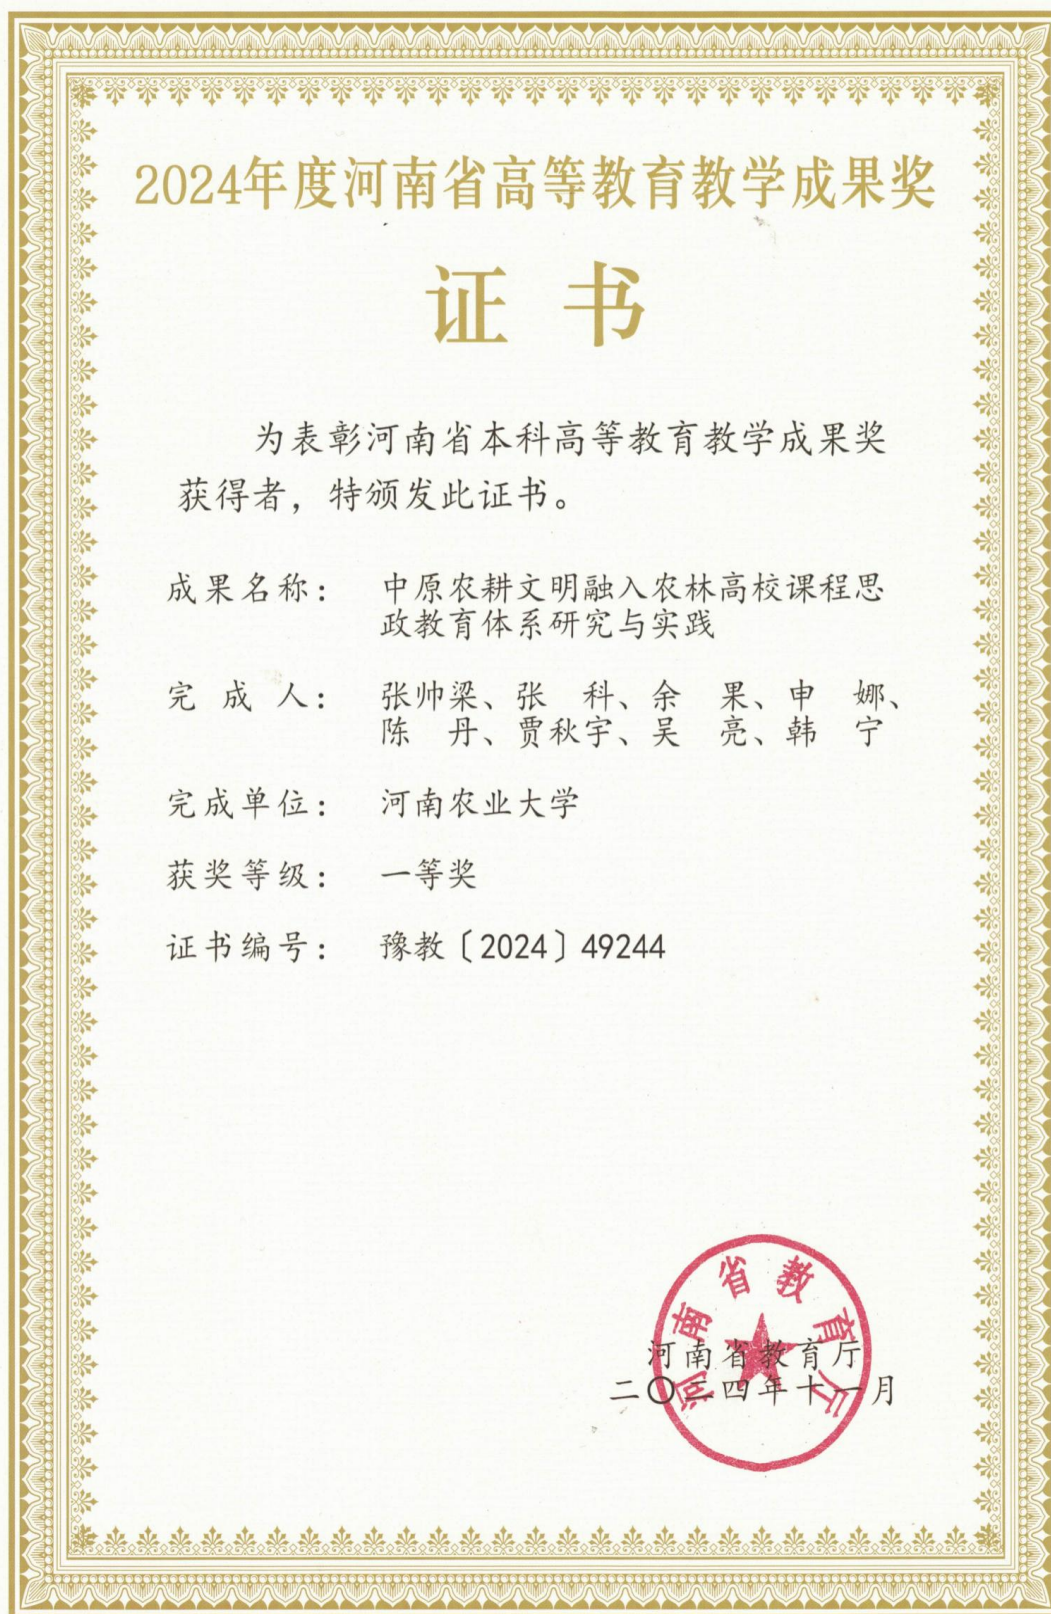 2024年度河南省高等教育教学成果奖
证 书
为表彰河南省本科高等教育教学成果奖
获得者，特颁发此证书。
成果名称： 中原农耕文明融入农林高校课程思
政教育体系研究与实践
完 成 人： 张帅梁、张 科、余 果、申 娜、
陈 丹、贾秋宇、吴 亮、韩 宁
完成单位： 河南农业大学
获奖等级： 一等奖
证书编号： 豫教〔2024〕49244
河南省教育厅
河南省教育厅
二〇二四年十一月